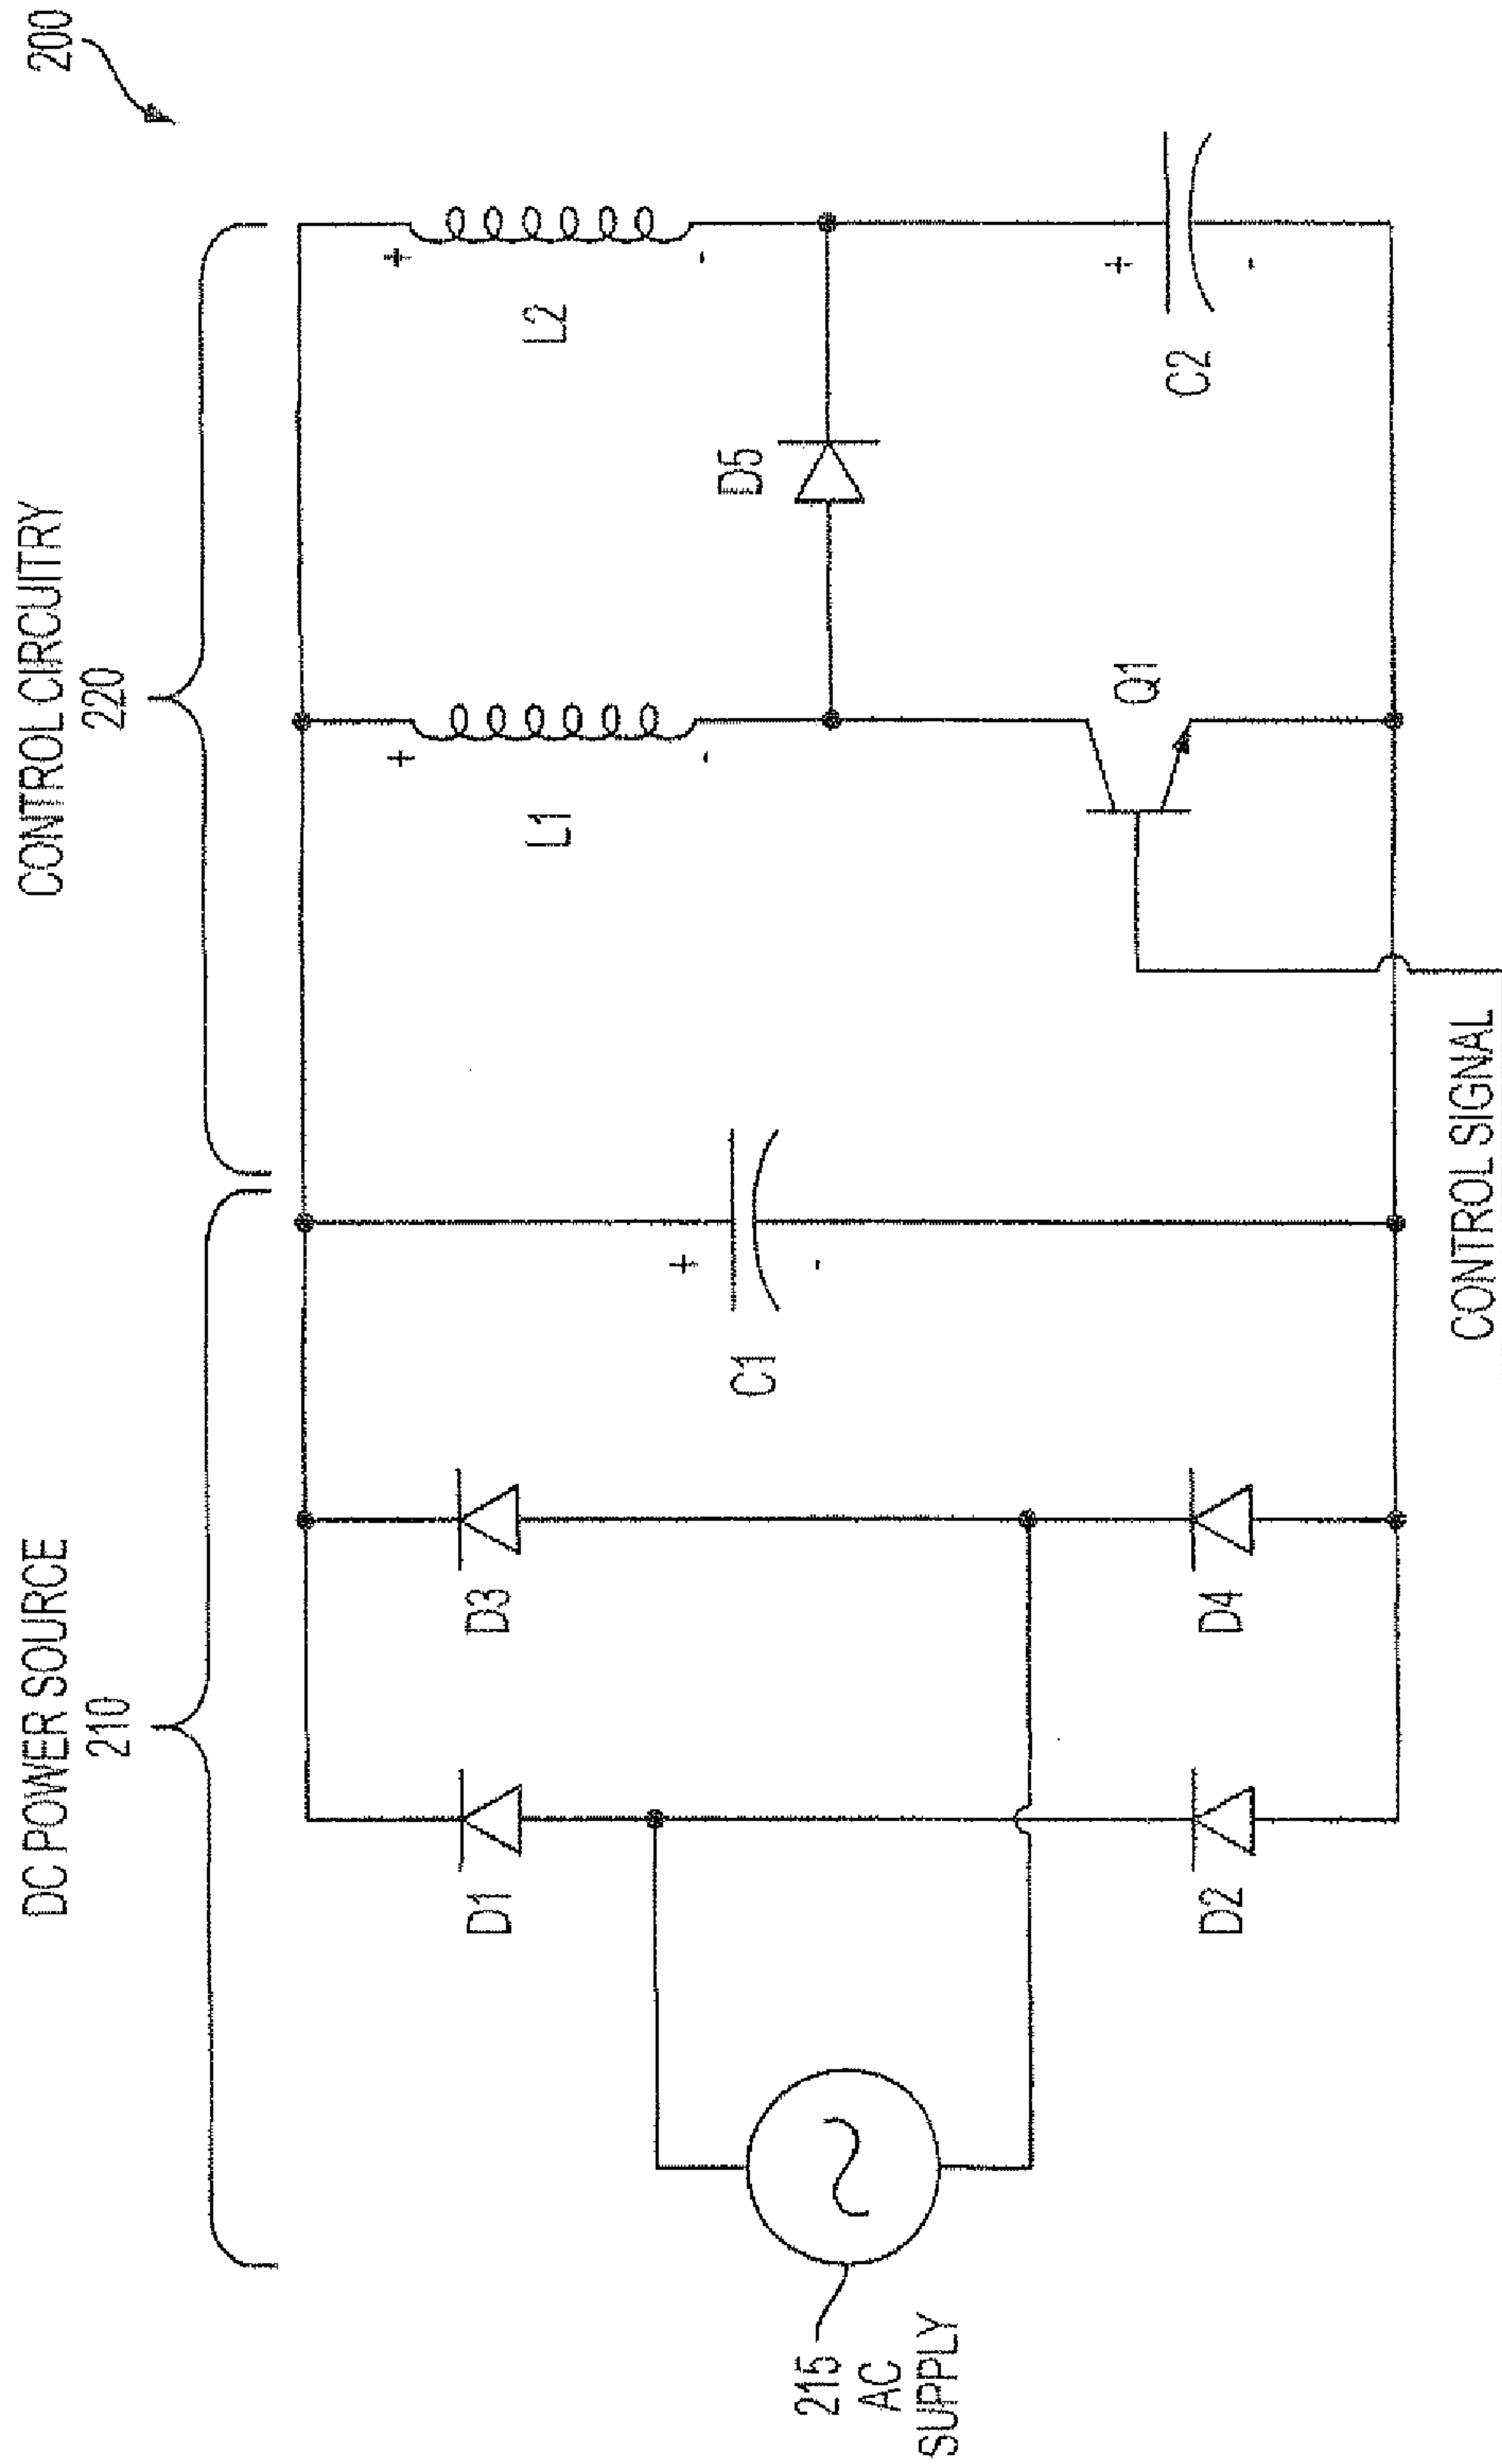 200
DC POWER SOURCE
210
CONTROL CIRCUITRY
220
+
-
L1
+
-
L2
D1
D3
D5
+
-
C1
Q1
+
-
C2
D2
D4
215
AC
SUPPLY
CONTROL SIGNAL